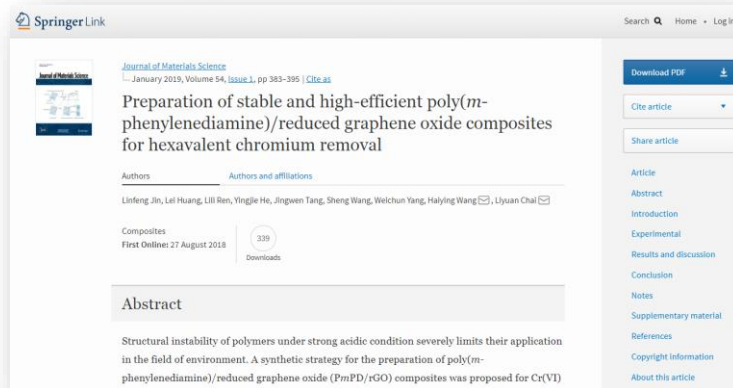 Springer Link
Search Home • Log in
Journal of Materials Science
Journal of Materials Science
January 2019, Volume 54, Issue 1, pp 383–395 | Cite as
Preparation of stable and high-efficient poly(m-
phenylenediamine)/reduced graphene oxide composites
for hexavalent chromium removal
Authors
Authors and affiliations
Linfeng Jin, Lei Huang, Lili Ren, Yingjie He, Jingwen Tang, Sheng Wang, Weichun Yang, Haiying Wang, Liyuan Chai
Composites
First Online: 27 August 2018
339
Downloads
Abstract
Structural instability of polymers under strong acidic condition severely limits their application
in the field of environment. A synthetic strategy for the preparation of poly(m-
phenylenediamine)/reduced graphene oxide (PmPD/rGO) composites was proposed for Cr(VI)
Download PDF
Cite article
Share article
Article
Abstract
Introduction
Experimental
Results and discussion
Conclusion
Notes
Supplementary material
References
Copyright information
About this article